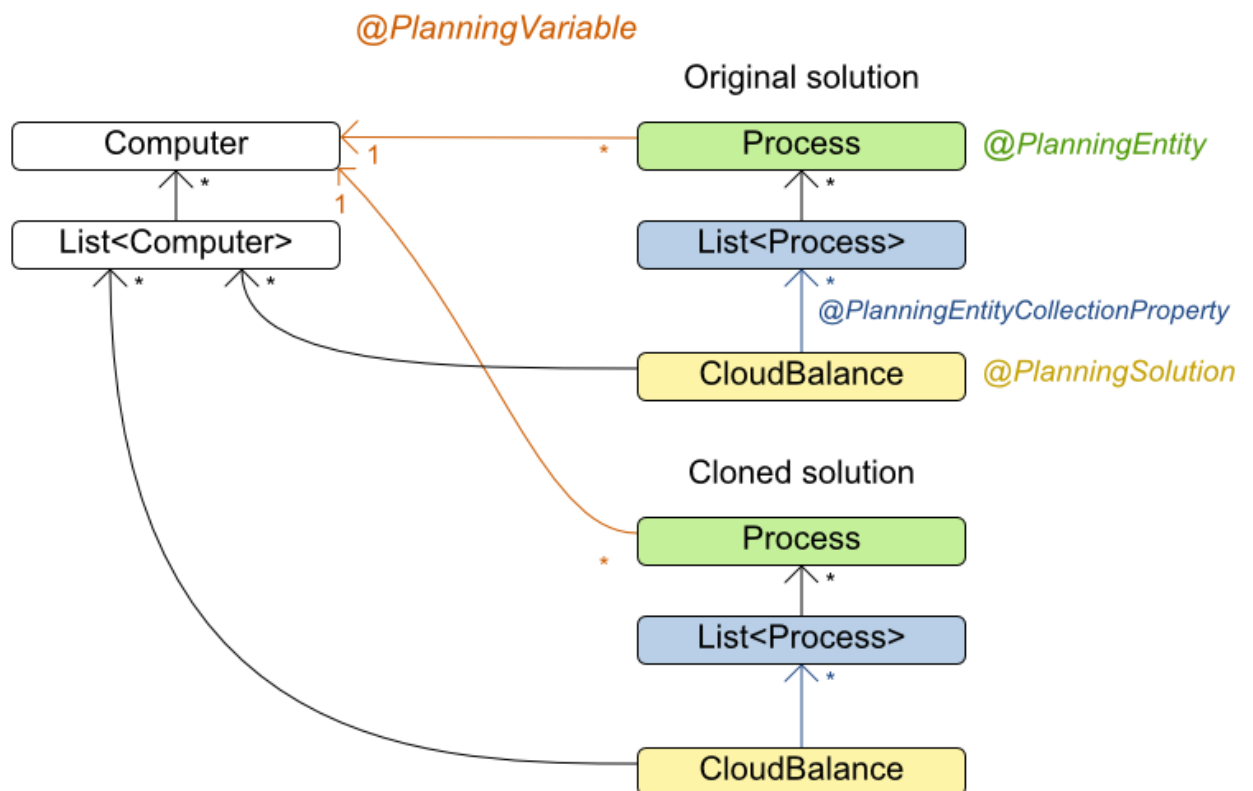 @PlanningVariable
Original solution
Computer
1
*
Process
@PlanningEntity
*
1
*
List<Computer>
List<Process>
*
*
*
@PlanningEntityCollectionProperty
CloudBalance
@PlanningSolution
Cloned solution
Process
*
*
List<Process>
*
CloudBalance